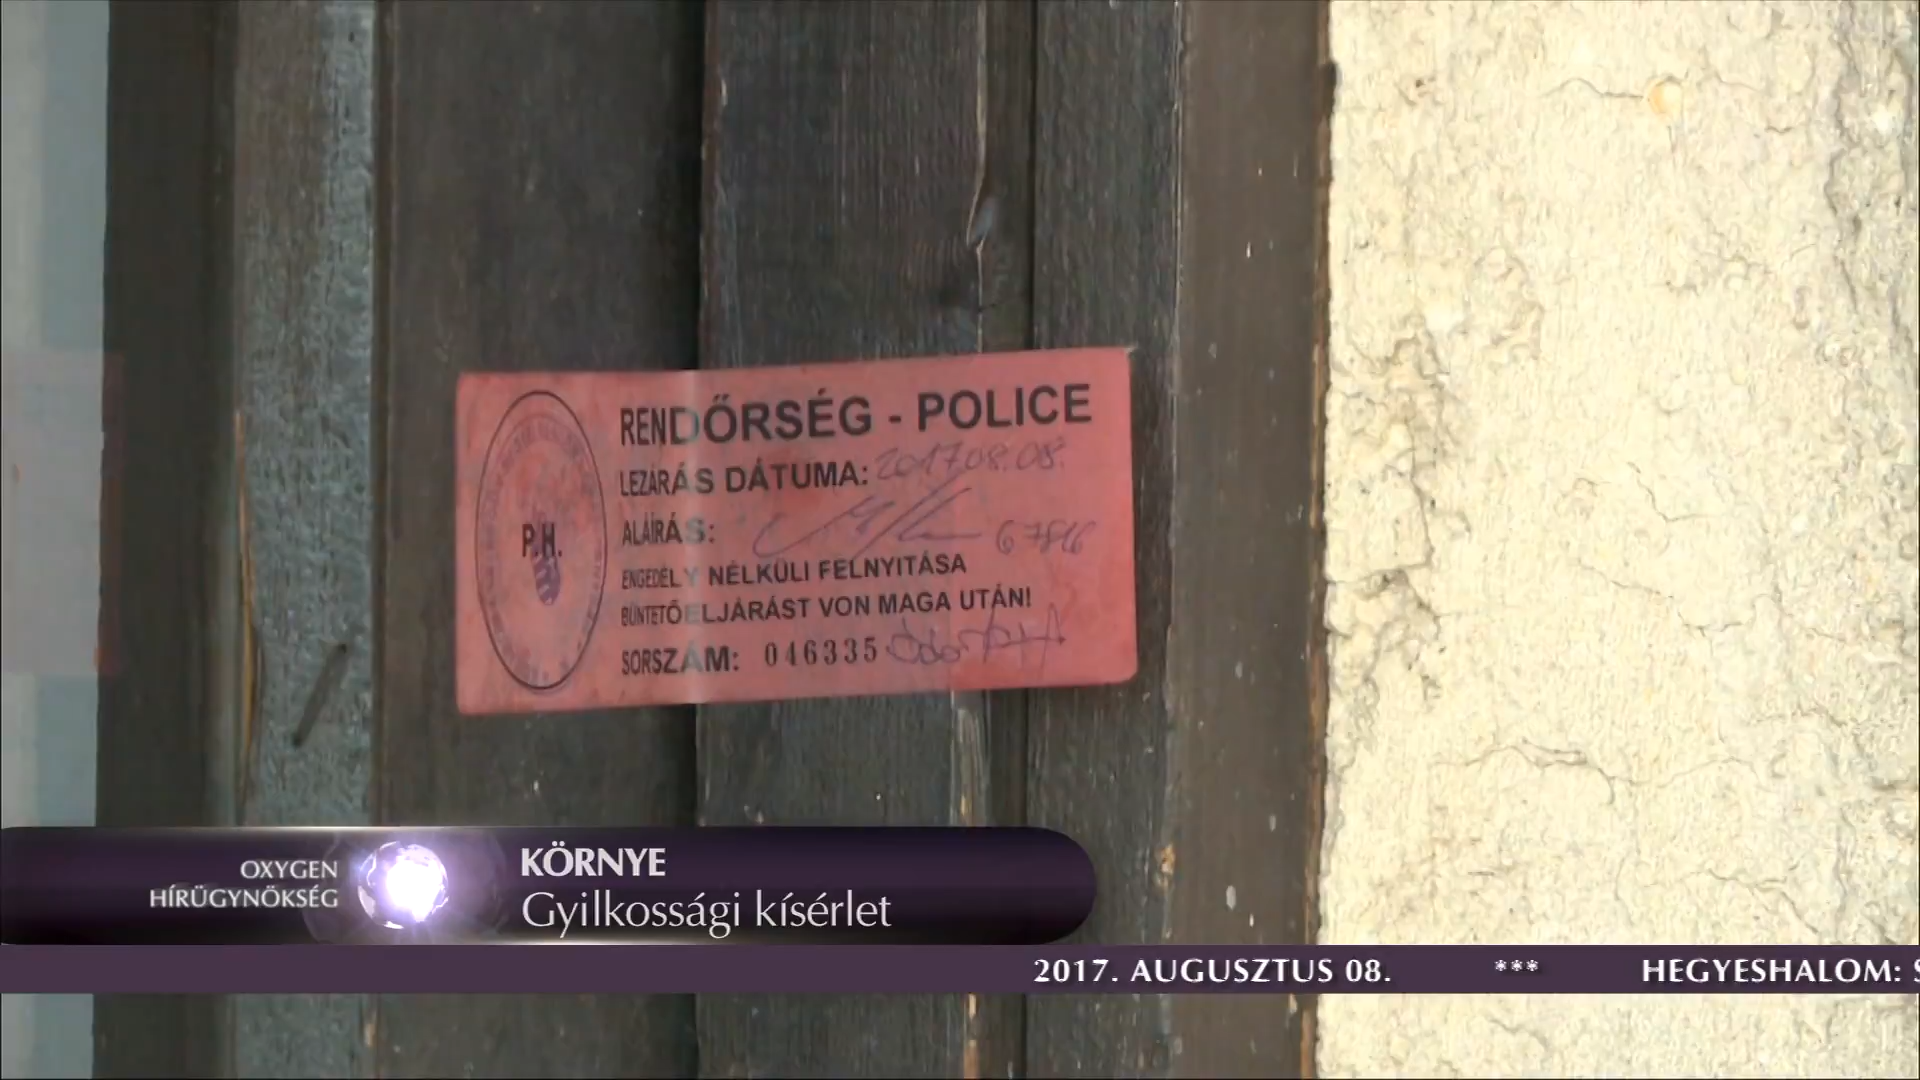 RENDŐRSÉG - POLICE
LEZÁRÁS DÁTUMA: 2017 08. 08.
P.H.
ALÁÍRÁS:
ENGEDÉLY NÉLKÜLI FELNYITÁSA
BÜNTETŐELJÁRÁST VON MAGA UTÁN!
SORSZÁM: 046335
OXYGEN
HÍRÜGYNÖKSÉG
KÖRNYE
Gyilkossági kísérlet
2017. AUGUSZTUS 08. *** HEGYESHALOM: S